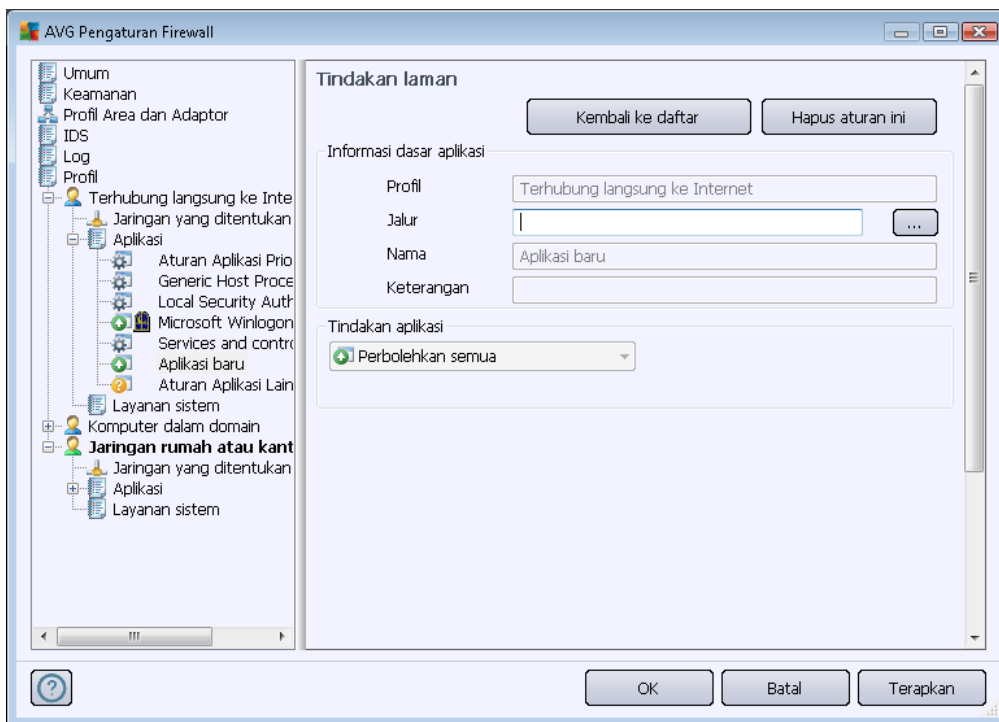 AVG Pengaturan Firewall
Umum
Keamanan
Profil Area dan Adaptor
IDS
Log
Profil
Terhubung langsung ke Inte
Jaringan yang ditentukan
Aplikasi
Aturan Aplikasi Prio
Generic Host Proce
Local Security Auth
Microsoft Winlogon
Services and contro
Aplikasi baru
Aturan Aplikasi Lain
Layanan sistem
Komputer dalam domain
Jaringan rumah atau kant
Jaringan yang ditentukan
Aplikasi
Layanan sistem
Tindakan laman
Kembali ke daftar
Hapus aturan ini
Informasi dasar aplikasi
Profil
Terhubung langsung ke Internet
Jalur
...
Nama
Aplikasi baru
Keterangan
Tindakan aplikasi
Perbolehkan semua
OK
Batal
Terapkan